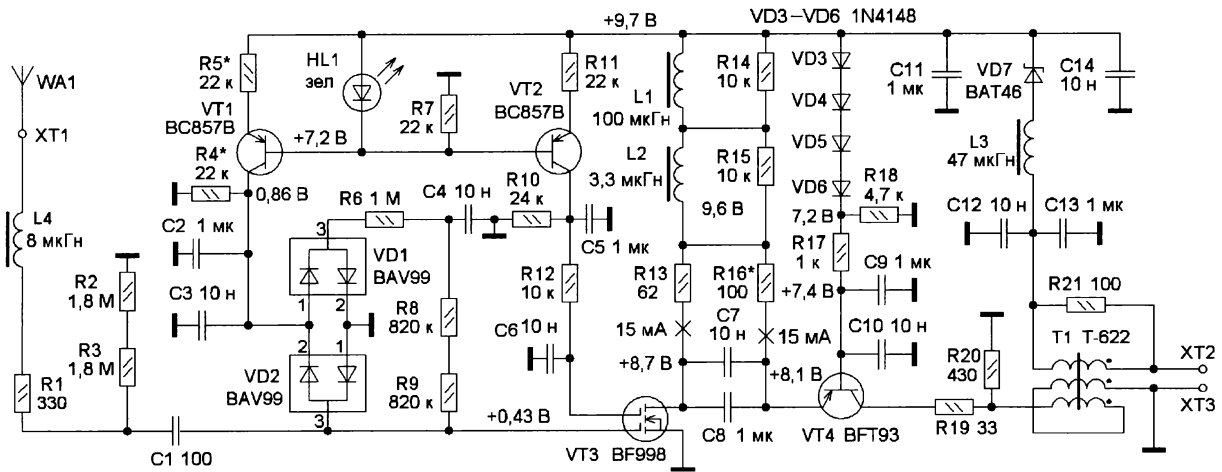 +9,7 В
VD3–VD6 1N4148
WA1
XT1
R5*
22 к
VT1
BC857B
HL1
зел
R7
22 к
VT2
BC857B
R11
22 к
+7,2 В
L1
100 мкГн
R14
10 к
VD3
VD4
VD5
VD6
C11
1 мк
VD7
BAT46
C14
10 н
R4*
22 к
0,86 В
L2
3,3 мкГн
R15
10 к
9,6 В
R18
4,7 к
7,2 В
L3
47 мкГн
L4
8 мкГн
C2 1 мк
R6 1 М
C4 10 н
R10
24 к
C5 1 мк
C12 10 н
C13 1 мк
3
VD1
BAV99
1
2
R2
1,8 М
C3 10 н
R8
820 к
R12
10 к
R13
62
R16*
100
R17
1 к
C9 1 мк
+7,4 В
R21 100
R3
1,8 М
2
1
VD2
BAV99
3
C6
10 н
15 мА
C7
10 н
15 мА
C10 10 н
T1 T-622
XT2
XT3
R1
330
R9
820 к
+8,7 В
+8,1 В
R20
430
+0,43 В
C1 100
VT3
BF998
C8 1 мк
VT4 BFT93
R19 33